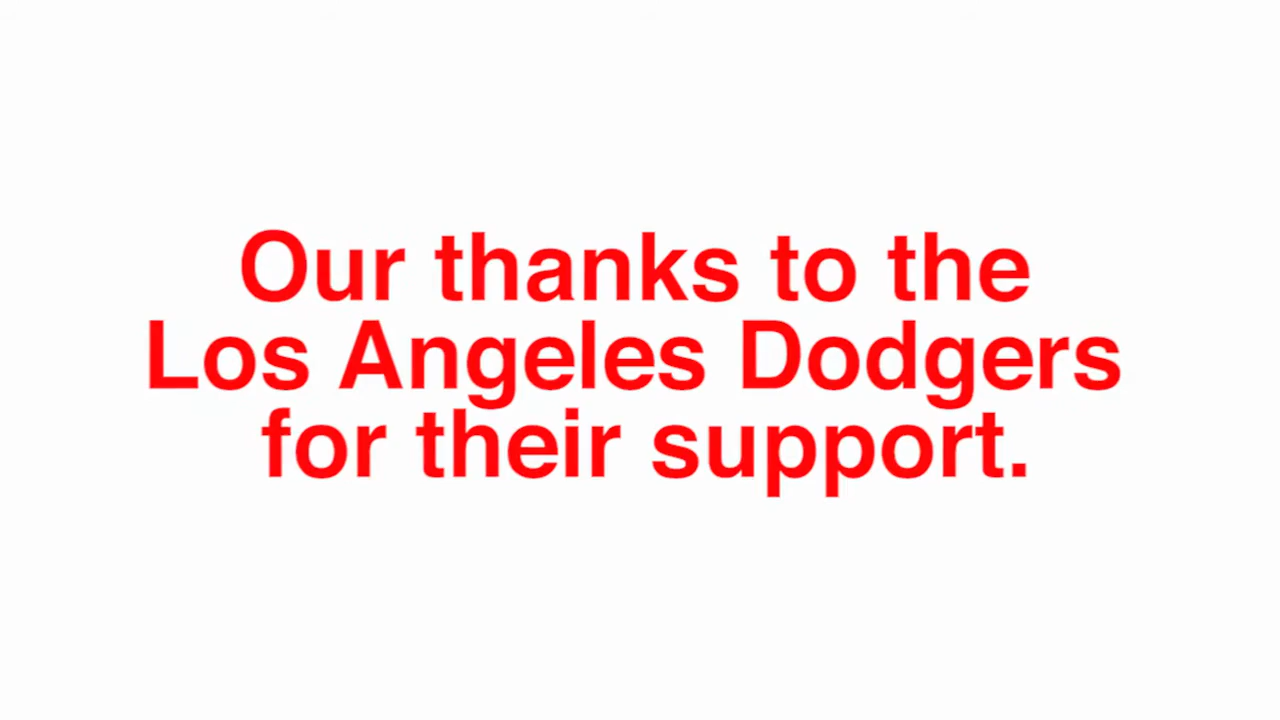 Our thanks to the
Los Angeles Dodgers
for their support.